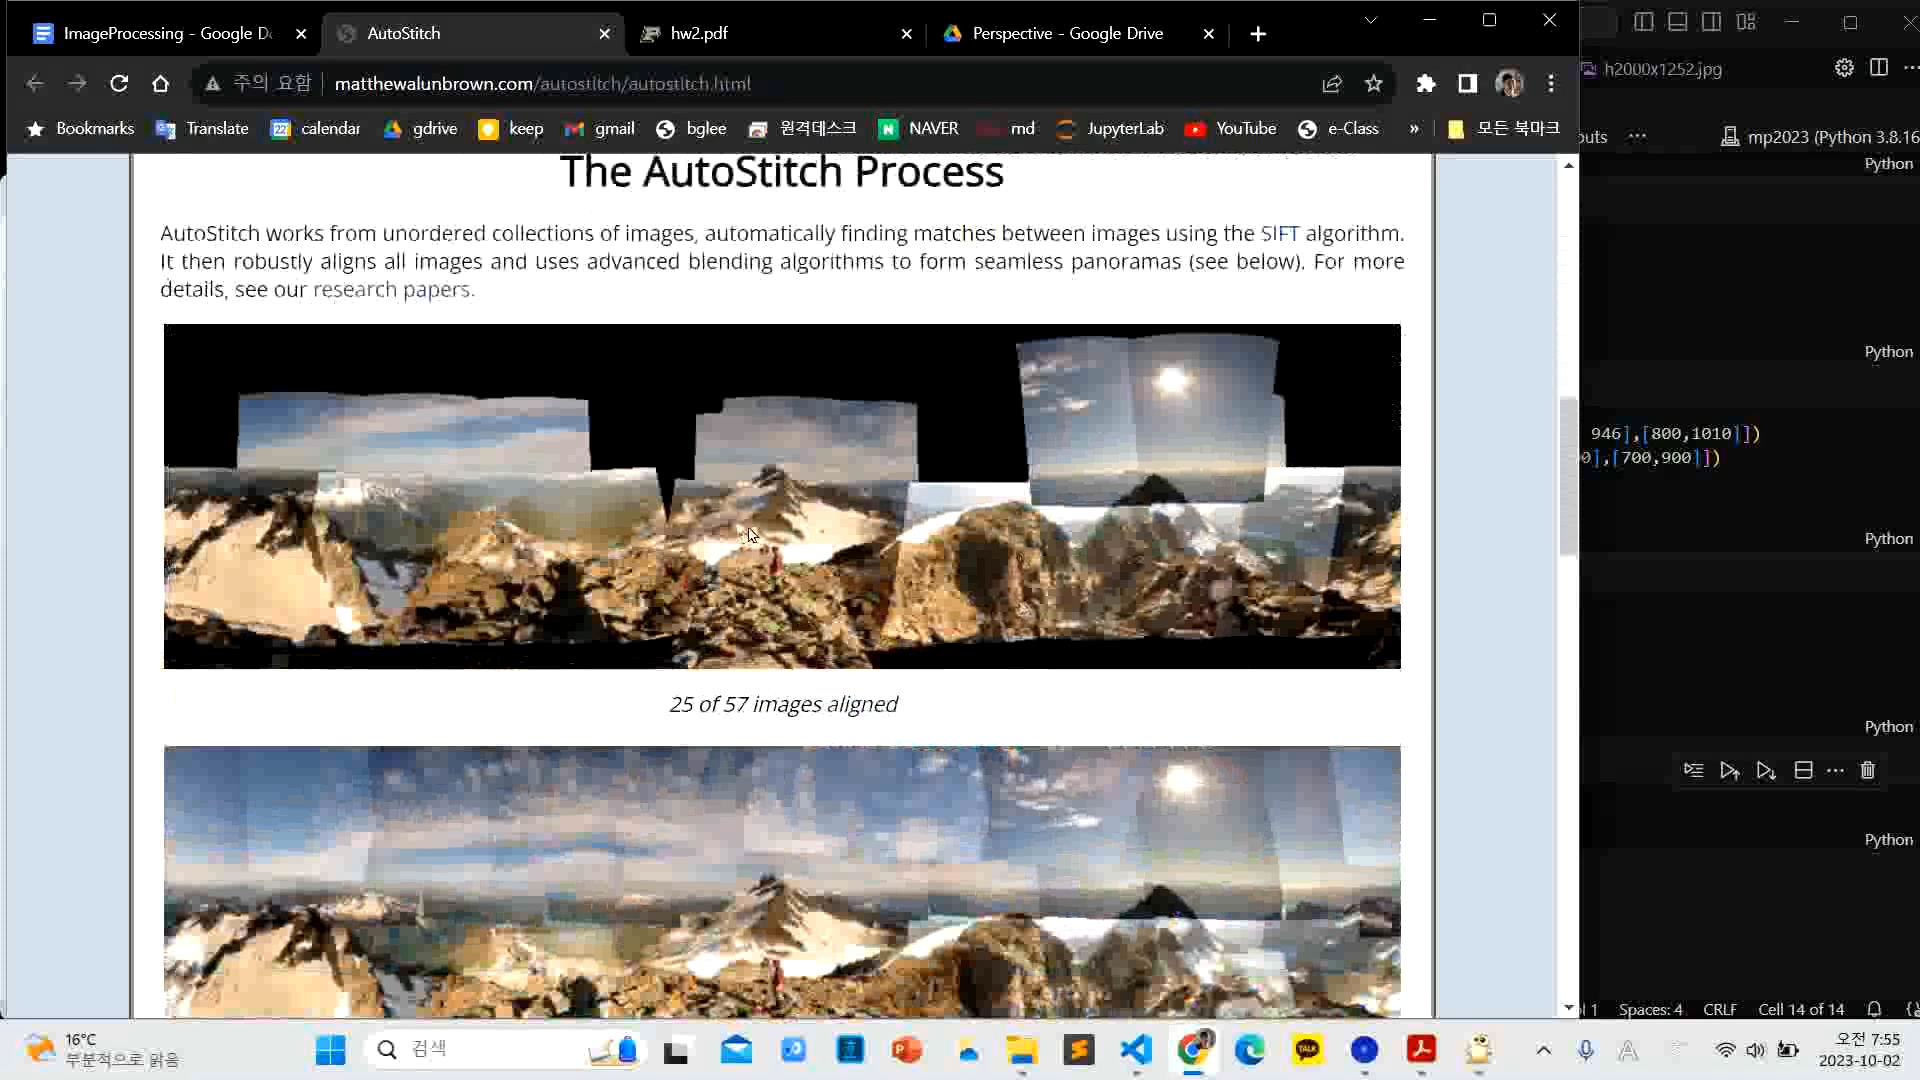 ImageProcessing - Google Do
AutoStitch
hw2.pdf
Perspective - Google Drive
주의 요함
matthewalunbrown.com/autostitch/autostitch.html
h2000x1252.jpg
Bookmarks
Translate
calendar
gdrive
keep
gmail
bglee
원격데스크
NAVER
rnd
JupyterLab
YouTube
e-Class
»
모든 북마크
puts
mp2023 (Python 3.8.16
Python
The AutoStitch Process
AutoStitch works from unordered collections of images, automatically finding matches between images using the SIFT algorithm.
It then robustly aligns all images and uses advanced blending algorithms to form seamless panoramas (see below). For more
details, see our research papers.
Python
946],[800,1010]])
0],[700,900]])
Python
25 of 57 images aligned
Python
Python
l 1
Spaces: 4
CRLF
Cell 14 of 14
16°C
부분적으로 맑음
검색
TALK
오전 7:55
2023-10-02